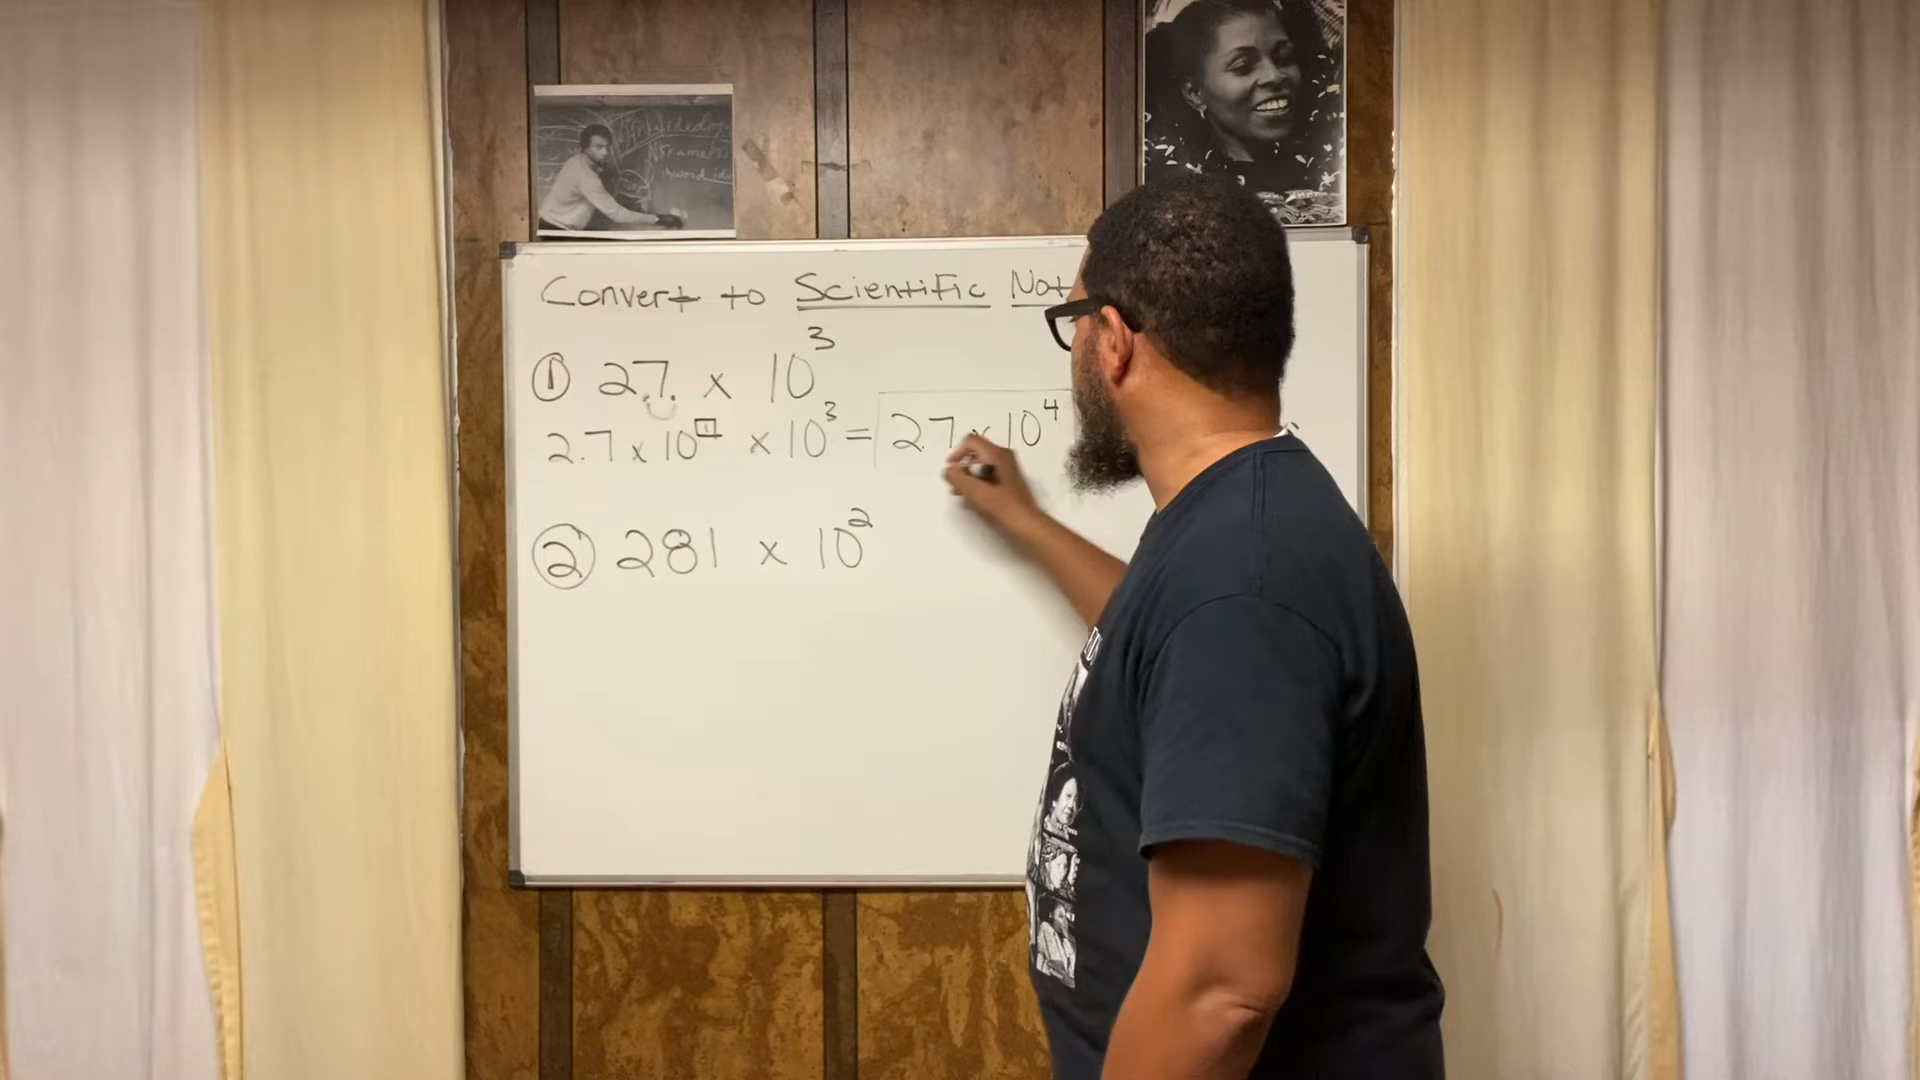 Convert to Scientific Not
① 27. x 10³
2.7 x 10¹ x 10³ = 2.7 x 10⁴
② 281 x 10²